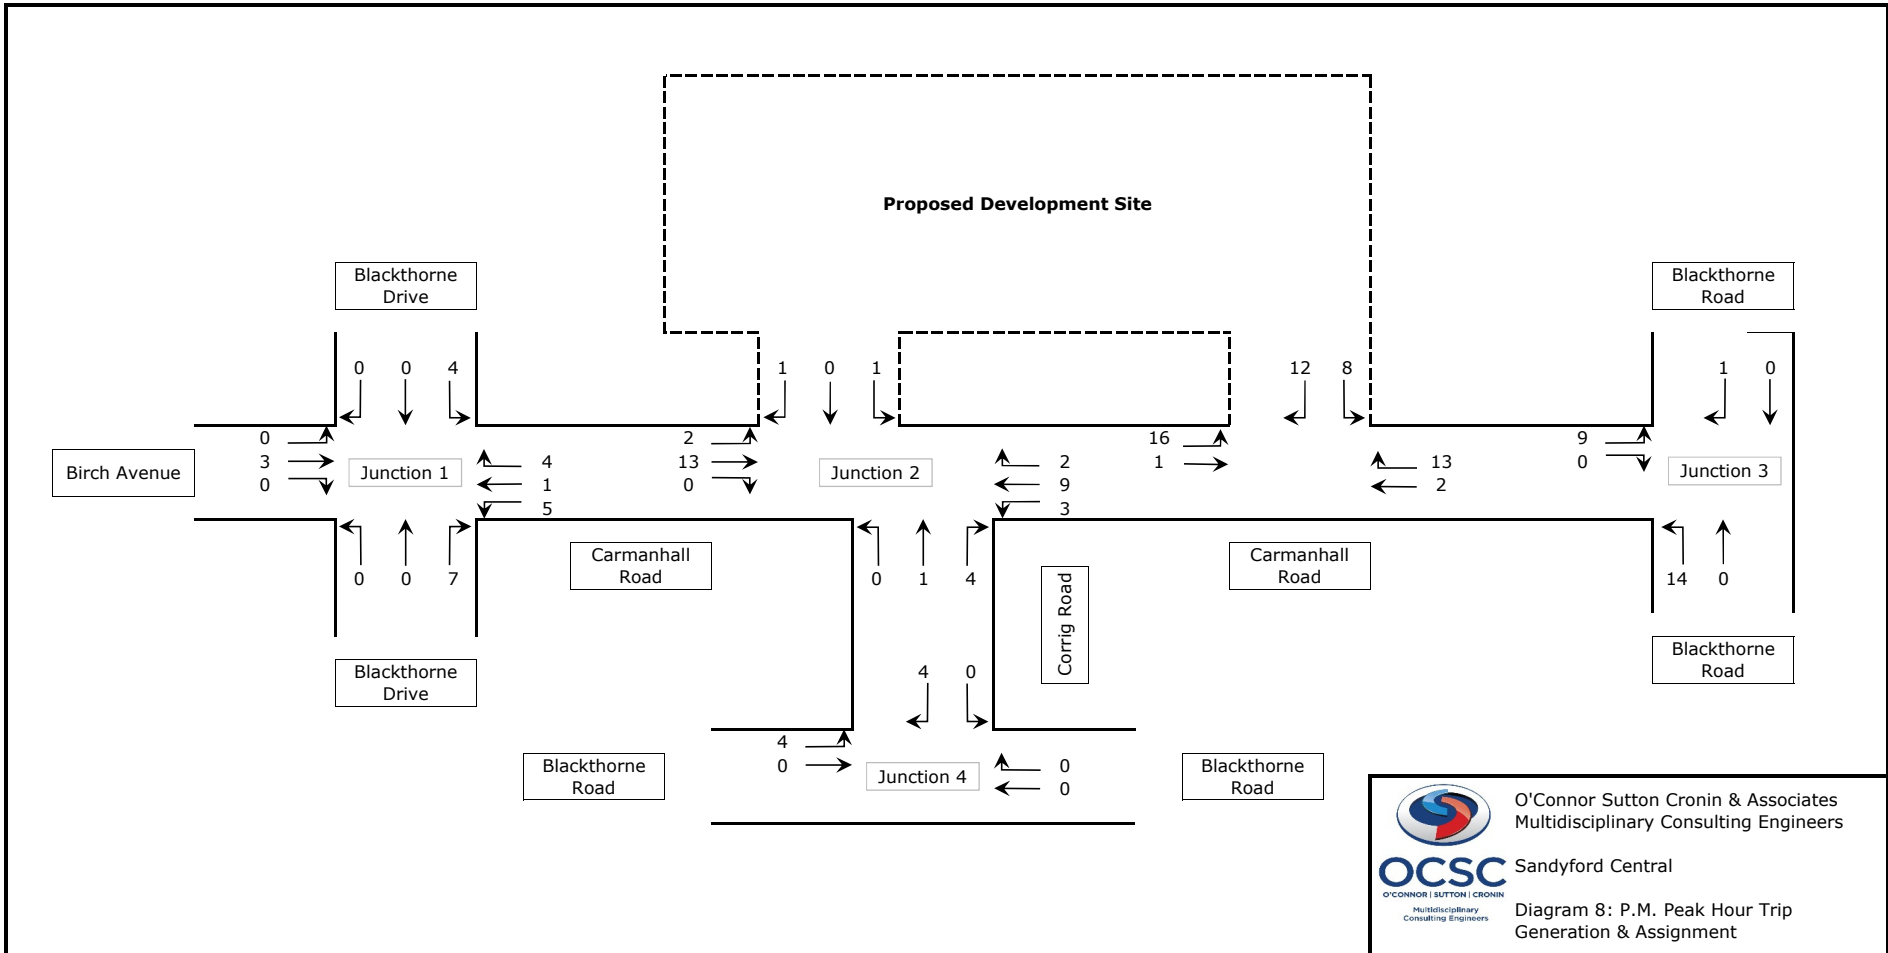 Proposed Development Site
Blackthorne
Drive
Blackthorne
Road
0 0 4
1 0 1
12 8
1 0
0
3
0
Birch Avenue
Junction 1
4
1
5
2
13
0
Junction 2
2
9
3
16
1
13
2
9
0
Junction 3
0 0 7
Carmanhall
Road
0 1 4
Corrig Road
Carmanhall
Road
14 0
Blackthorne
Drive
Blackthorne
Road
4 0
4
0
Blackthorne
Road
Junction 4
0
0
Blackthorne
Road
O'Connor Sutton Cronin & Associates
Multidisciplinary Consulting Engineers
OCSC
O'CONNOR | SUTTON | CRONIN
Multidisciplinary
Consulting Engineers
Sandyford Central
Diagram 8: P.M. Peak Hour Trip
Generation & Assignment